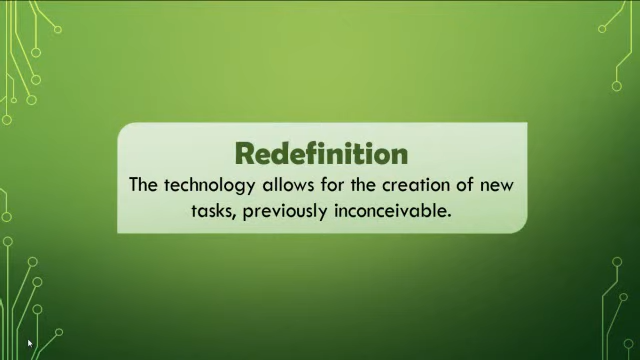 Redefinition
The technology allows for the creation of new
tasks, previously inconceivable.